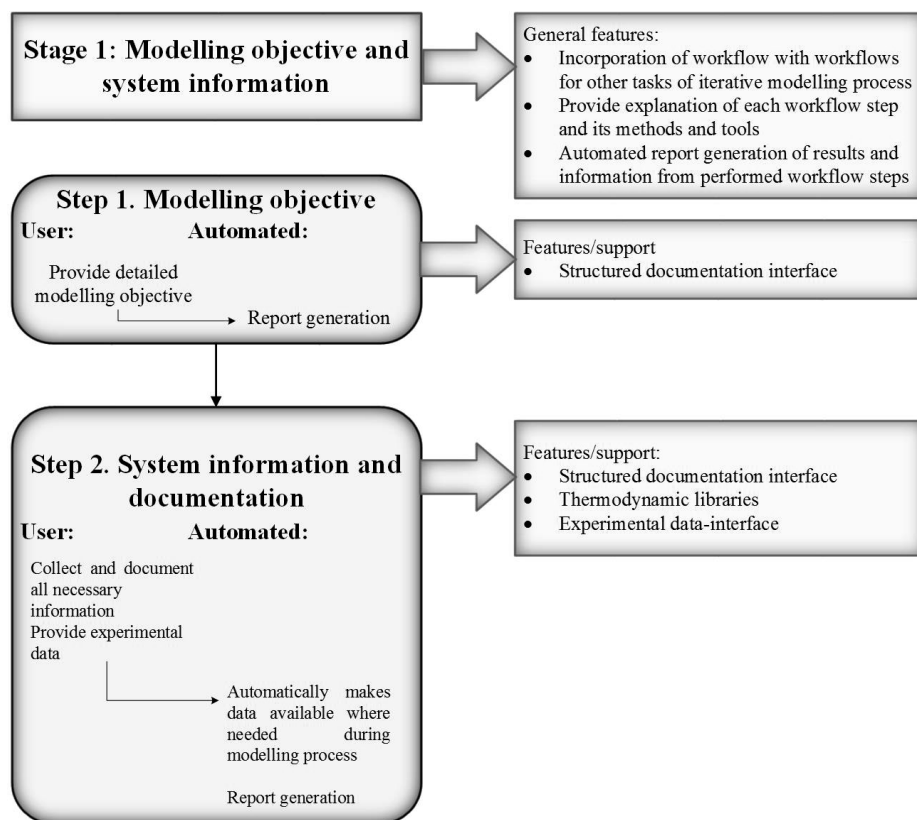 Stage 1: Modelling objective and
system information
General features:
• Incorporation of workflow with workflows
for other tasks of iterative modelling process
• Provide explanation of each workflow step
and its methods and tools
• Automated report generation of results and
information from performed workflow steps
Step 1. Modelling objective
User: Automated:
Provide detailed
modelling objective
Report generation
Features/support
• Structured documentation interface
Step 2. System information and
documentation
User: Automated:
Collect and document
all necessary
information
Provide experimental
data
Automatically makes
data available where
needed during
modelling process
Report generation
Features/support:
• Structured documentation interface
• Thermodynamic libraries
• Experimental data-interface